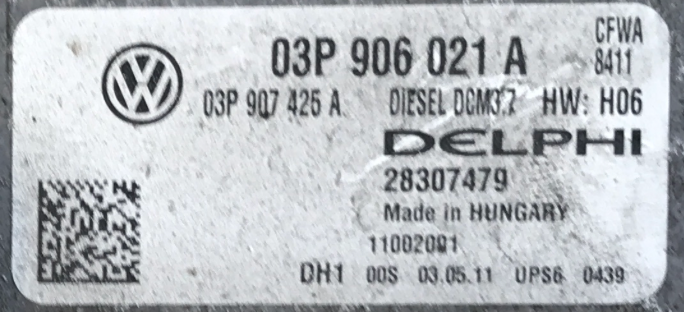 CFWA
03P 906 021 A 8411
03P 907 425 A DIESEL DCM3.7 HW: H06
DELPHI
28307479
Made in HUNGARY
11002001
DH1 00S 03.05.11 UPS6 0439